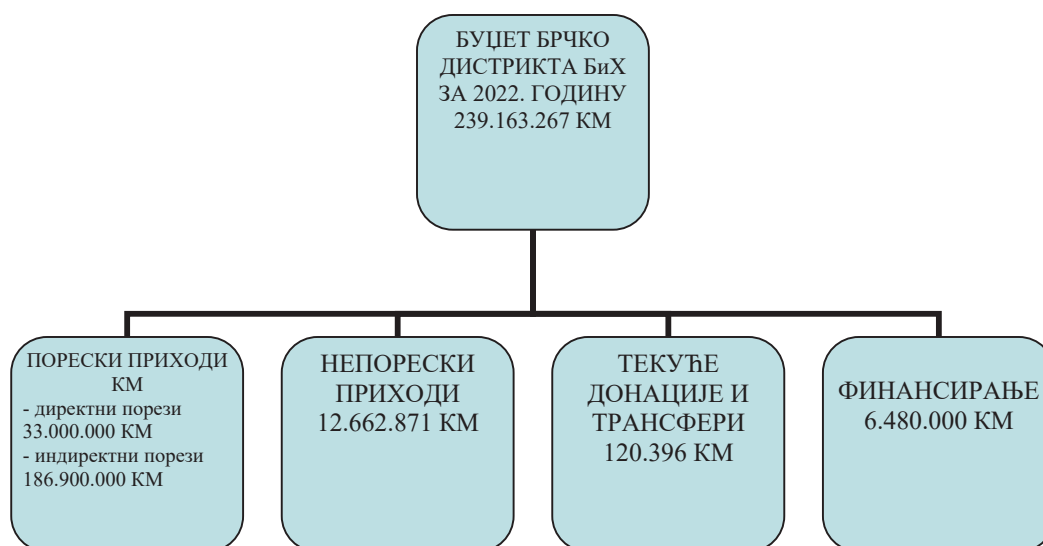 БУЏЕТ БРЧКО
ДИСТРИКТА БиХ
ЗА 2022. ГОДИНУ
239.163.267 КМ
ПОРЕСКИ ПРИХОДИ
КМ
- директни порези
33.000.000 КМ
- индиректни порези
186.900.000 КМ
НЕПОРЕСКИ
ПРИХОДИ
12.662.871 КМ
ТЕКУЋЕ
ДОНАЦИЈЕ И
ТРАНСФЕРИ
120.396 КМ
ФИНАНСИРАЊЕ
6.480.000 КМ